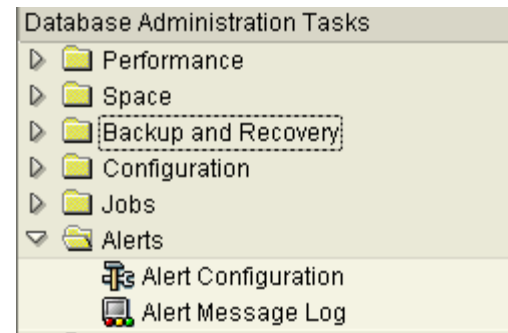 Database Administration Tasks
Performance
Space
Backup and Recovery
Configuration
Jobs
Alerts
Alert Configuration
Alert Message Log